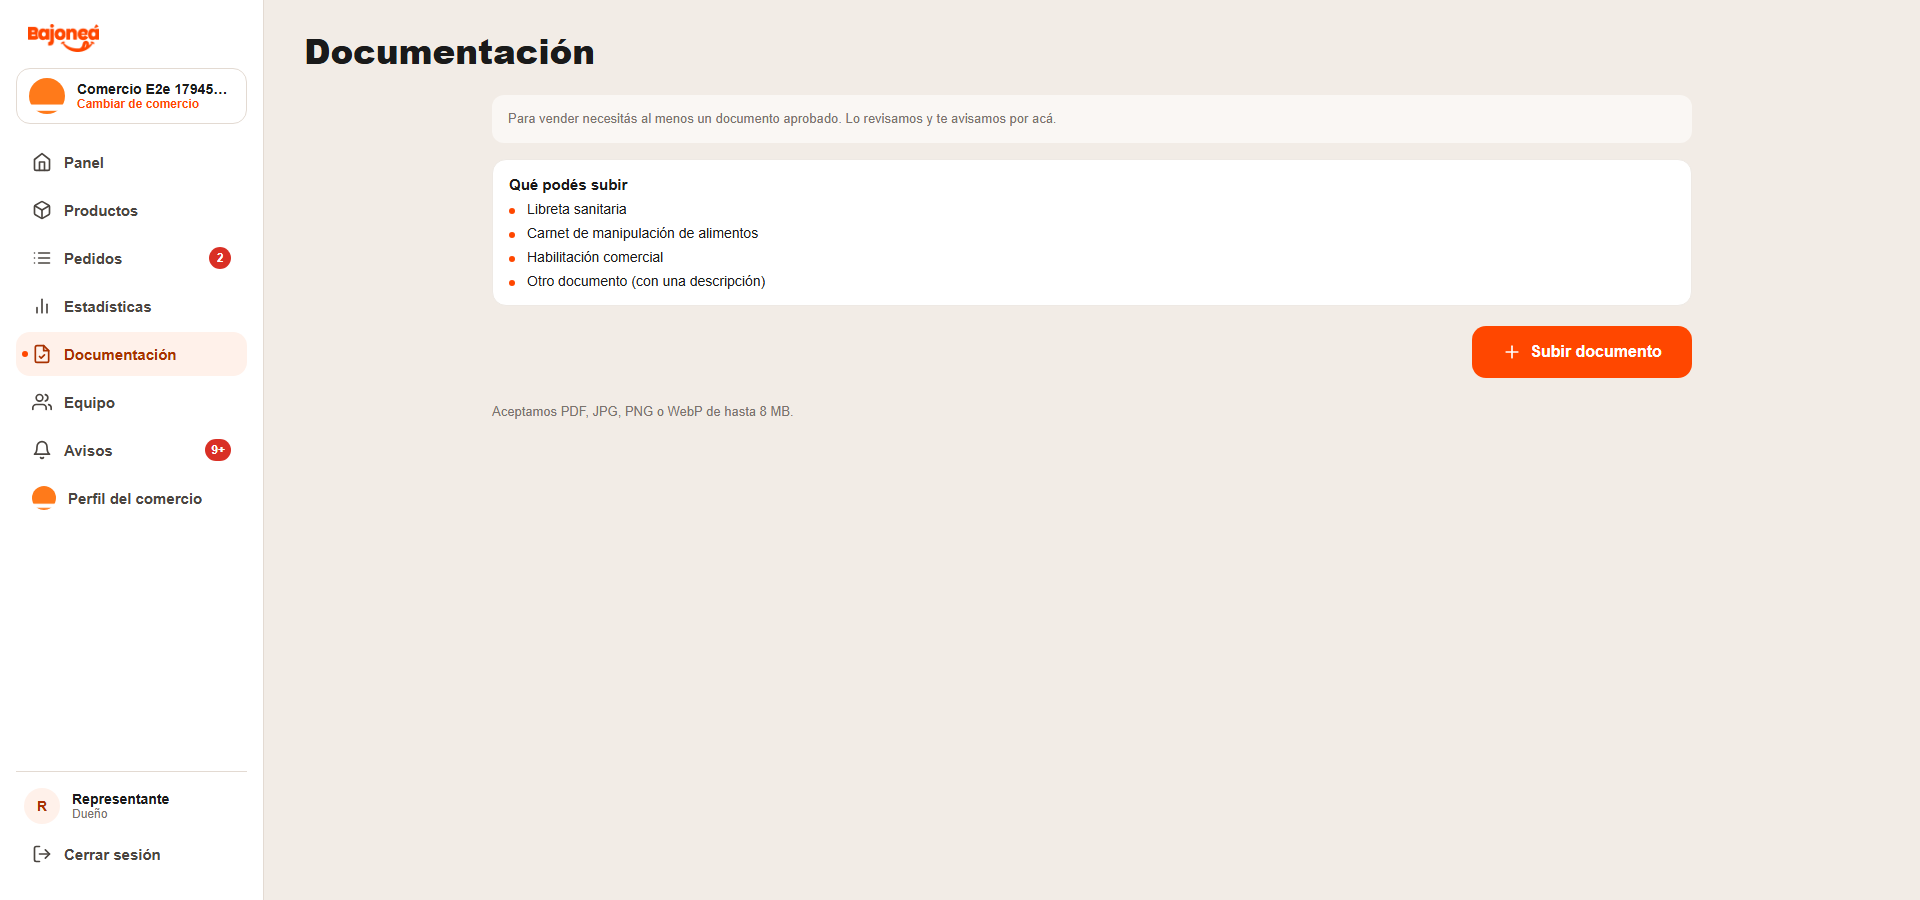 Bajoneá
Comercio E2e 17945...
Cambiar de comercio
Panel
Productos
Pedidos 2
Estadísticas
Documentación
Equipo
Avisos 9+
Perfil del comercio
R
Representante
Dueño
Cerrar sesión
Documentación
Para vender necesitás al menos un documento aprobado. Lo revisamos y te avisamos por acá.
Qué podés subir
Libreta sanitaria
Carnet de manipulación de alimentos
Habilitación comercial
Otro documento (con una descripción)
Subir documento
Aceptamos PDF, JPG, PNG o WebP de hasta 8 MB.